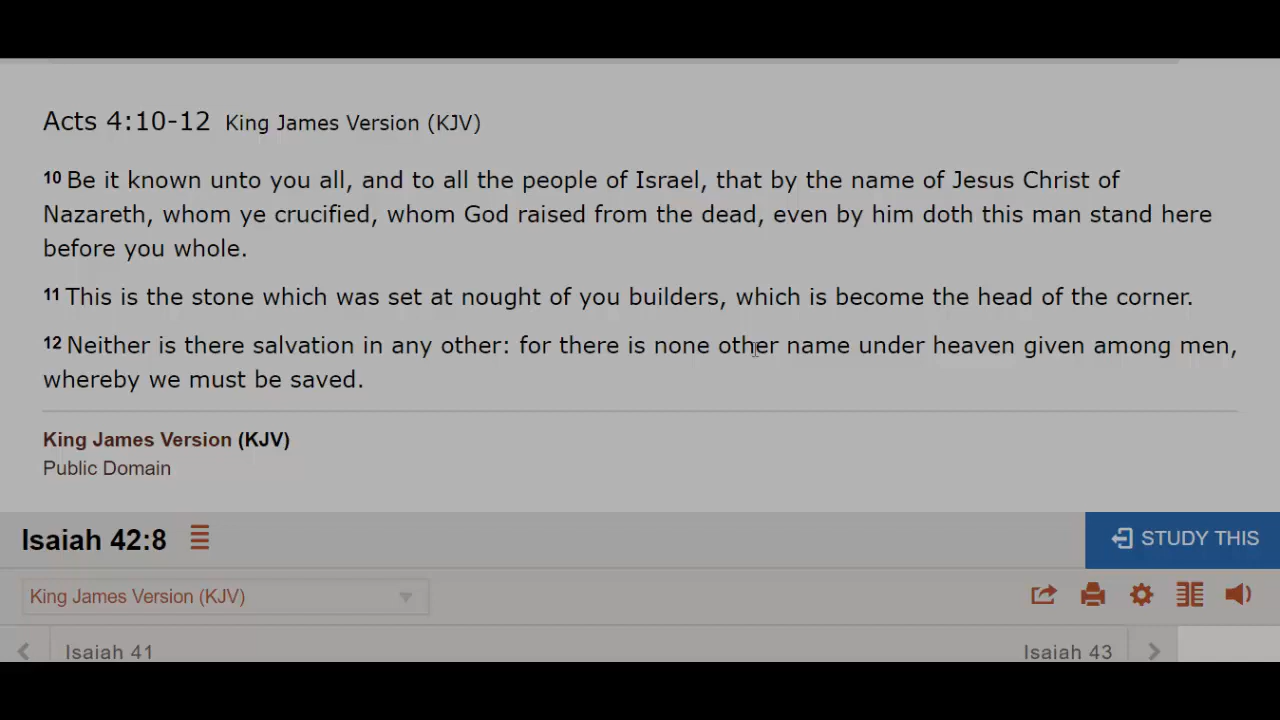 Acts 4:10-12 King James Version (KJV)
10 Be it known unto you all, and to all the people of Israel, that by the name of Jesus Christ of
Nazareth, whom ye crucified, whom God raised from the dead, even by him doth this man stand here
before you whole.
11 This is the stone which was set at nought of you builders, which is become the head of the corner.
12 Neither is there salvation in any other: for there is none other name under heaven given among men,
whereby we must be saved.
King James Version (KJV)
Public Domain
Isaiah 42:8
STUDY THIS
King James Version (KJV)
Isaiah 41
Isaiah 43